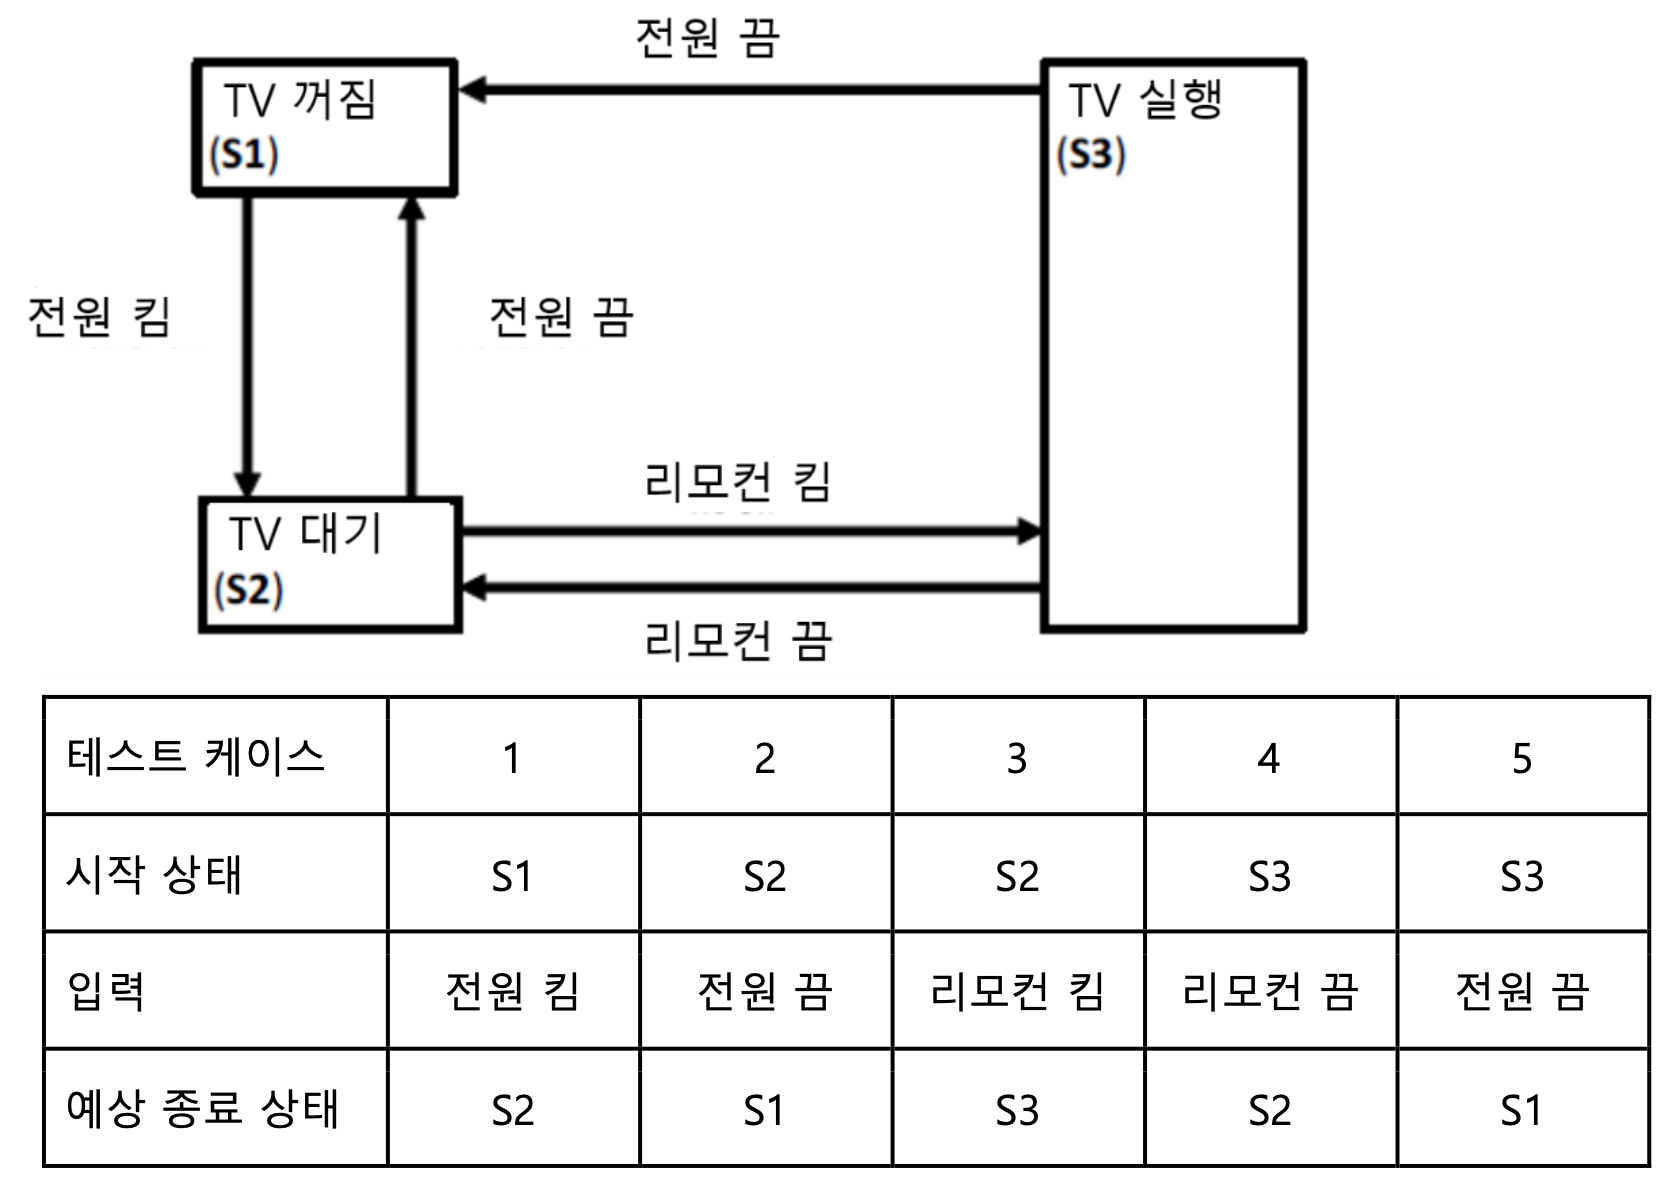 전원 끔
TV 꺼짐
(S1)
TV 실행
(S3)
전원 킴
전원 끔
리모컨 킴
TV 대기
(S2)
리모컨 끔
테스트 케이스 1 2 3 4 5
시작 상태 S1 S2 S2 S3 S3
입력 전원 킴 전원 끔 리모컨 킴 리모컨 끔 전원 끔
예상 종료 상태 S2 S1 S3 S2 S1